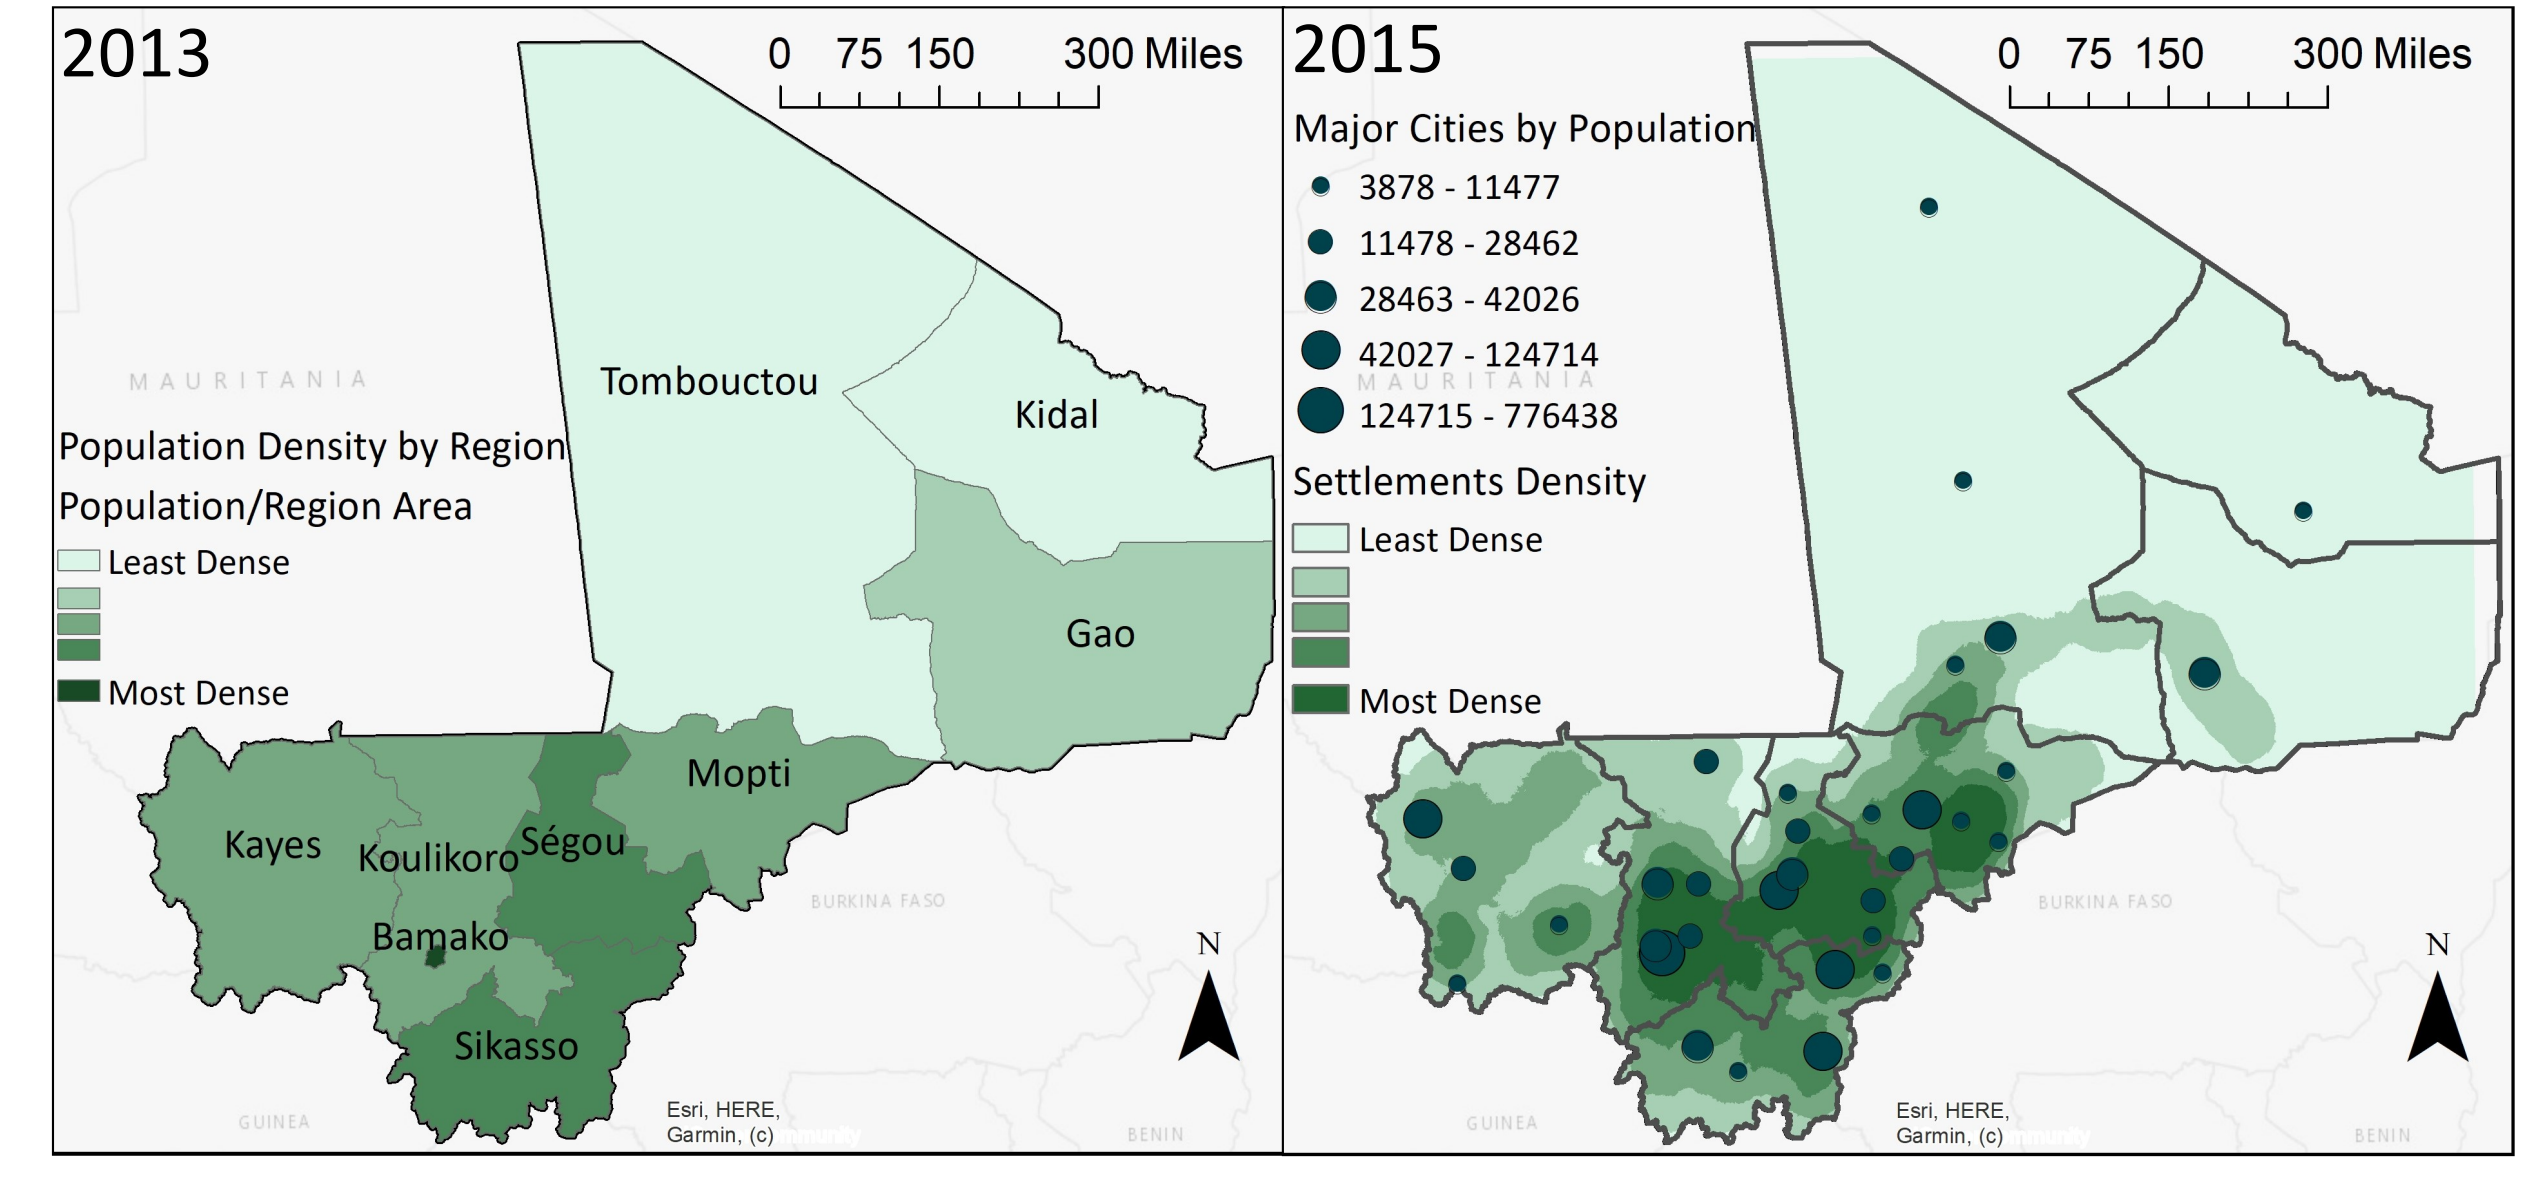 2013
0 75 150 300 Miles
MAURITANIA
Tombouctou
Kidal
Population Density by Region
Population/Region Area
Least Dense
Most Dense
Gao
Mopti
Kayes
Koulikoro
Ségou
Bamako
Sikasso
BURKINA FASO
N
GUINEA
Esri, HERE,
Garmin, (c) mmunity
BENIN
2015
0 75 150 300 Miles
Major Cities by Population
3878 - 11477
11478 - 28462
28463 - 42026
42027 - 124714
MAURITANIA
124715 - 776438
Settlements Density
Least Dense
Most Dense
BURKINA FASO
N
GUINEA
Esri, HERE,
Garmin, (c) mmunity
BENIN